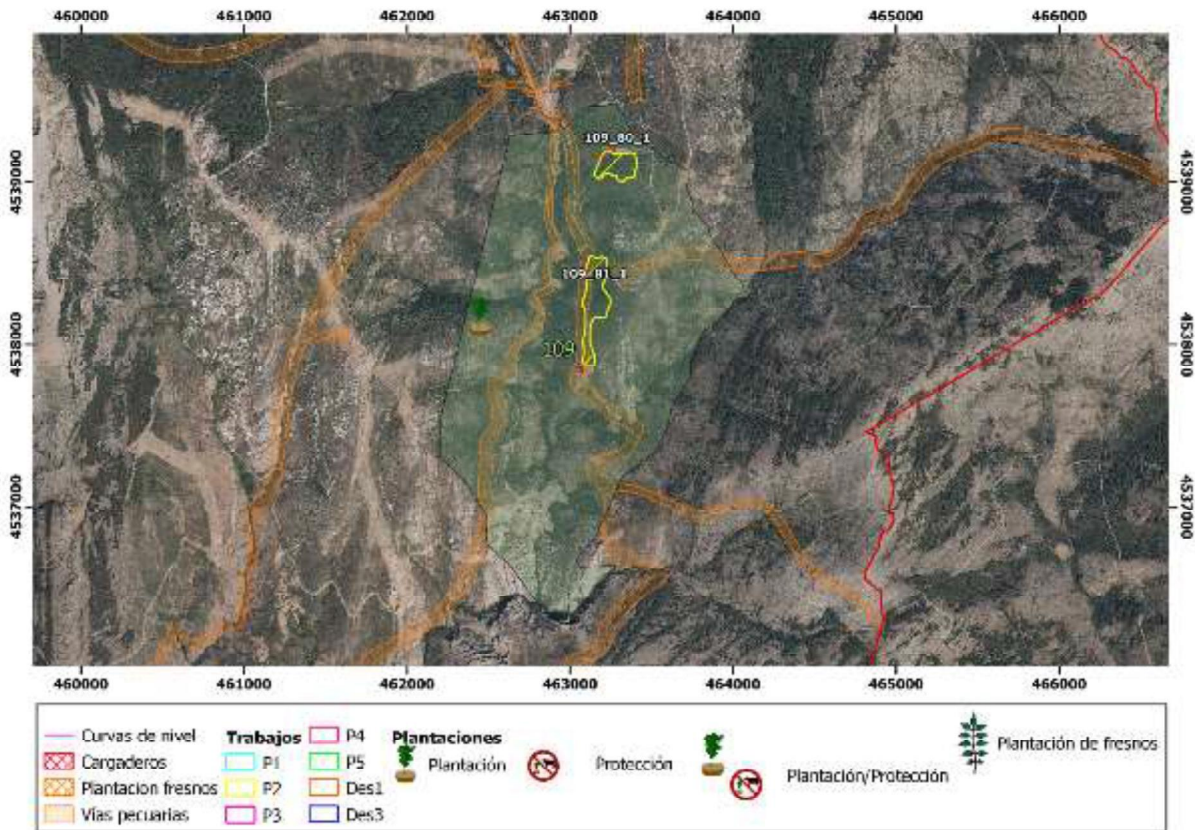 460000 461000 462000 463000 464000 465000 466000
4539000 4539000
109_80_1
109_81_1
4538000 4538000
109
4537000 4537000
460000 461000 462000 463000 464000 465000 466000
Curvas de nivel
Cargaderos
Plantacion fresnos
Vías pecuarias
Trabajos
P1
P2
P3
P4
P5
Des1
Des3
Plantaciones
Plantación
Protección
Plantación/Protección
Plantación de fresnos